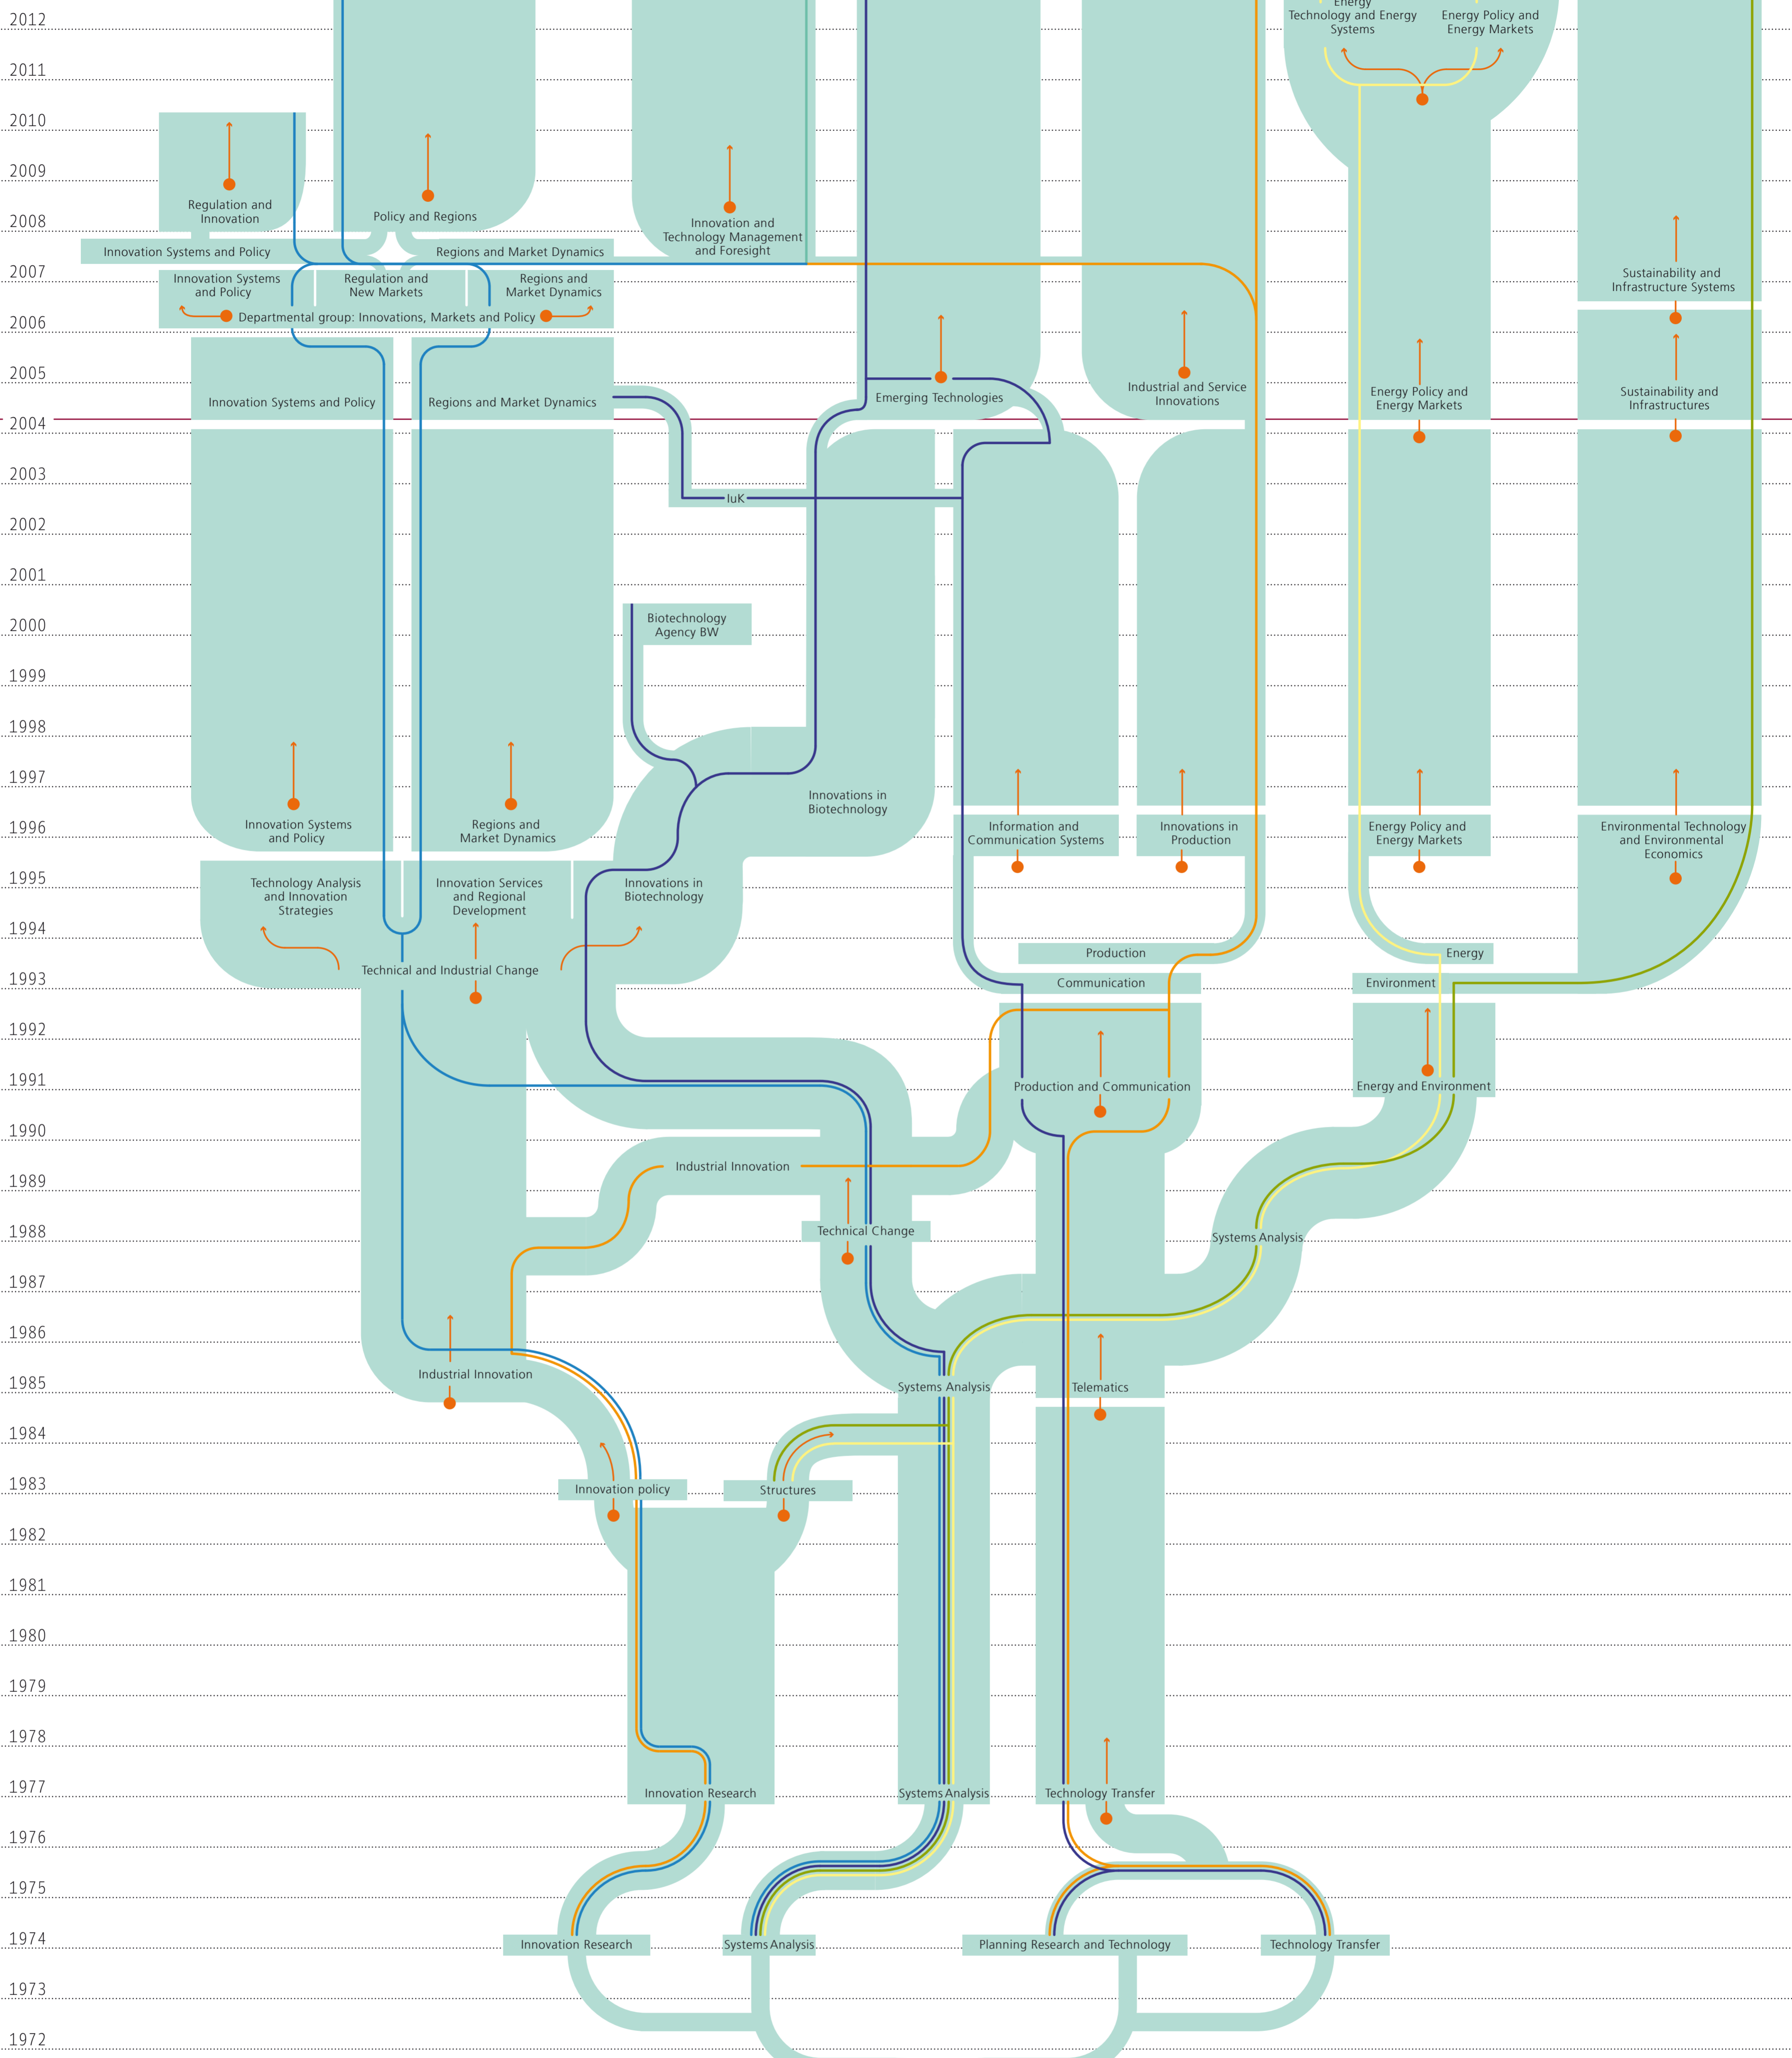 Energy
2012
Technology and Energy
Systems
Energy Policy and
Energy Markets
2011
2010
2009
Regulation and
Innovation
Policy and Regions
Innovation and
Technology Management
and Foresight
2008
Innovation Systems and Policy
Regions and Market Dynamics
2007
Innovation Systems
and Policy
Regulation and
New Markets
Regions and
Market Dynamics
Sustainability and
Infrastructure Systems
2006
Departmental group: Innovations, Markets and Policy
2005
Innovation Systems and Policy
Regions and Market Dynamics
Emerging Technologies
Industrial and Service
Innovations
Energy Policy and
Energy Markets
Sustainability and
Infrastructures
2004
2003
IuK
2002
2001
2000
Biotechnology
Agency BW
1999
1998
1997
Innovations in
Biotechnology
1996
Innovation Systems
and Policy
Regions and
Market Dynamics
Information and
Communication Systems
Innovations in
Production
Energy Policy and
Energy Markets
Environmental Technology
and Environmental
Economics
1995
Technology Analysis
and Innovation
Strategies
Innovation Services
and Regional
Development
Innovations in
Biotechnology
1994
Production
Energy
Technical and Industrial Change
1993
Communication
Environment
1992
1991
Production and Communication
Energy and Environment
1990
Industrial Innovation
1989
1988
Technical Change
Systems Analysis
1987
1986
Industrial Innovation
1985
Systems Analysis
Telematics
1984
1983
Innovation policy
Structures
1982
1981
1980
1979
1978
1977
Innovation Research
Systems Analysis
Technology Transfer
1976
1975
1974
Innovation Research
Systems Analysis
Planning Research and Technology
Technology Transfer
1973
1972